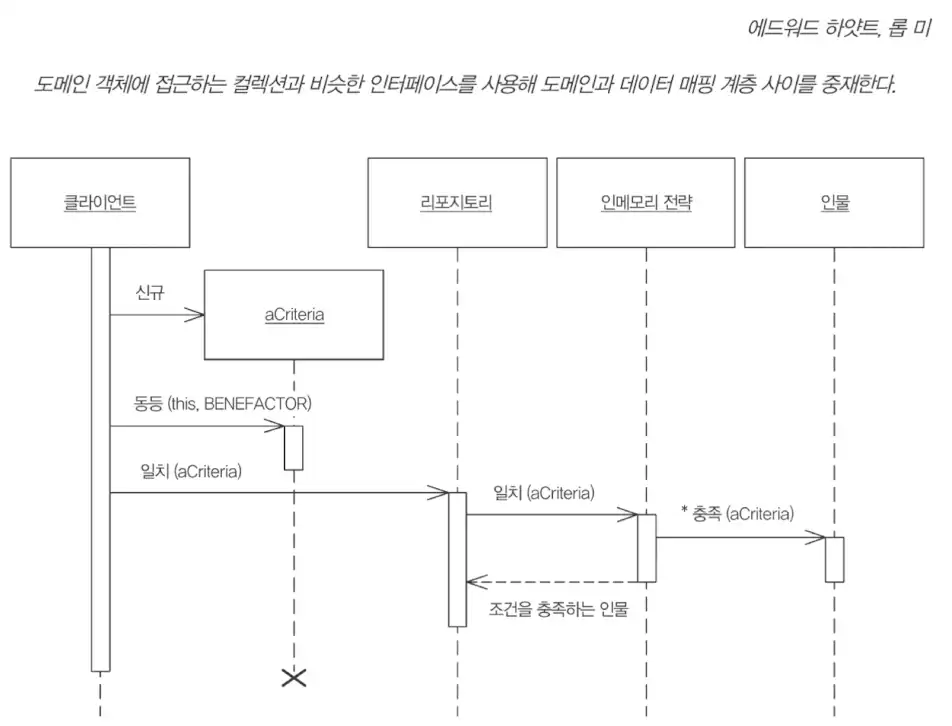 에드워드 하얏트, 롭 미
도메인 객체에 접근하는 컬렉션과 비슷한 인터페이스를 사용해 도메인과 데이터 매핑 계층 사이를 중재한다.
클라이언트
리포지토리
인메모리 전략
인물
신규
aCriteria
동등 (this, BENEFACTOR)
일치 (aCriteria)
일치 (aCriteria)
* 충족 (aCriteria)
조건을 충족하는 인물